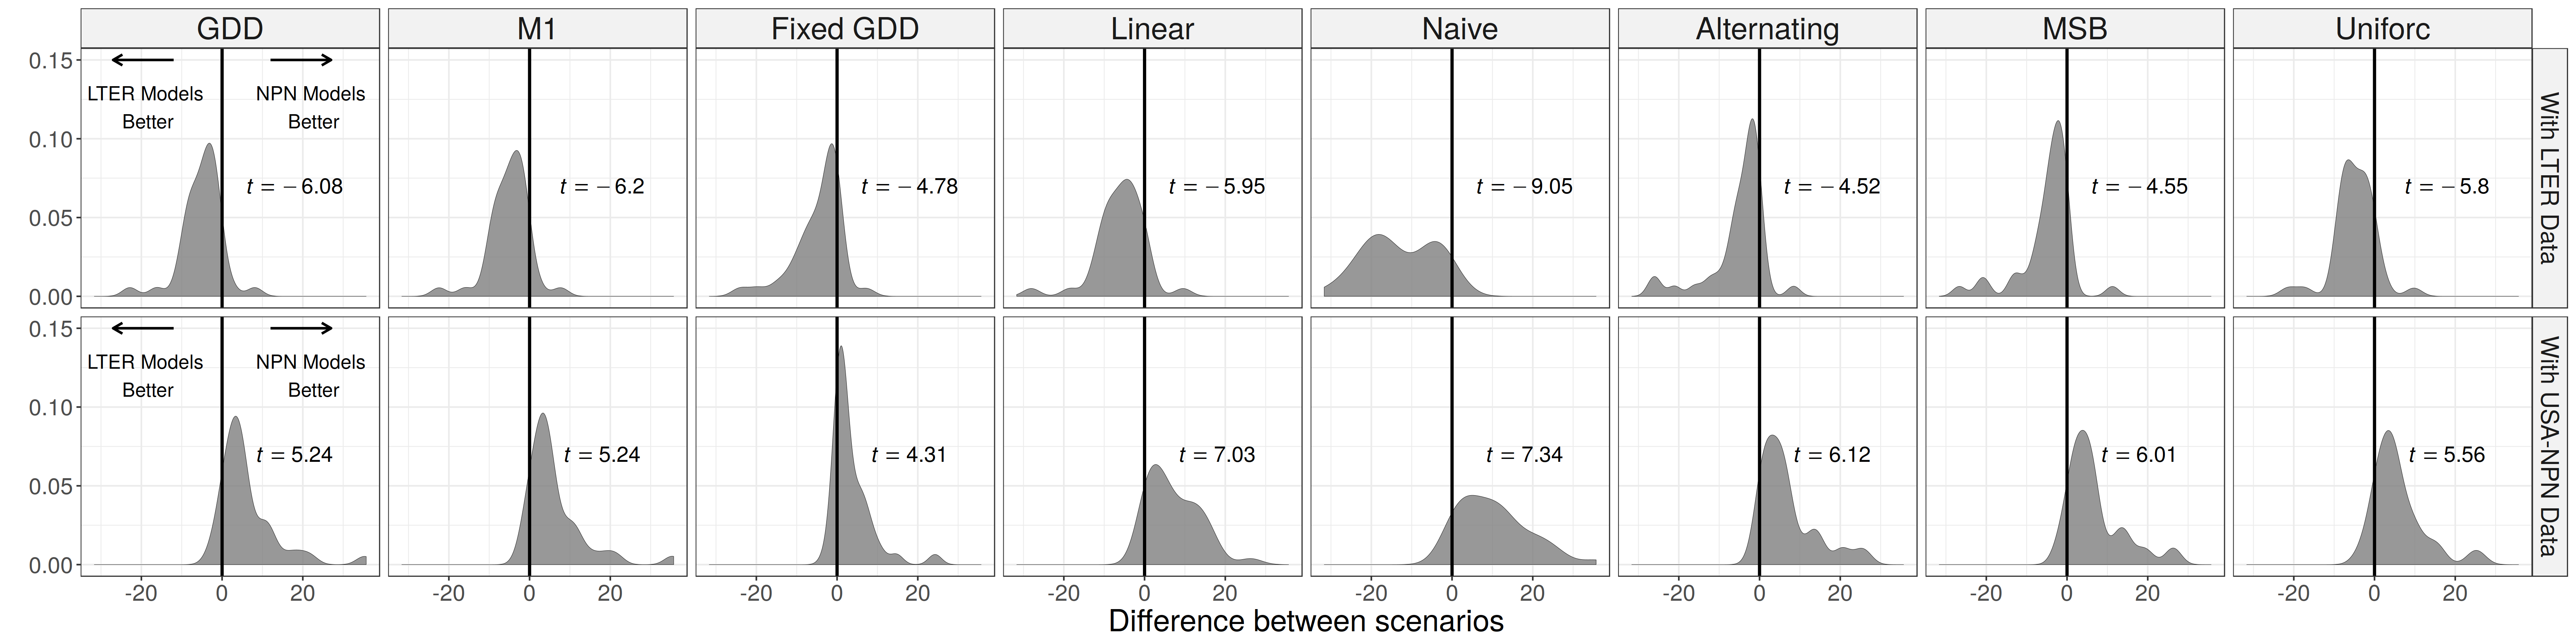 GDD M1 Fixed GDD Linear Naive Alternating MSB Uniforc
0.15
LTER Models NPN Models
Better Better
0.10
t = − 6.08 t = − 6.2 t = − 4.78 t = − 5.95 t = − 9.05 t = − 4.52 t = − 4.55 t = − 5.8
0.05
0.00
With LTER Data
0.15
LTER Models NPN Models
Better Better
0.10
t = 5.24 t = 5.24 t = 4.31 t = 7.03 t = 7.34 t = 6.12 t = 6.01 t = 5.56
0.05
0.00
With USA-NPN Data
-20 0 20 -20 0 20 -20 0 20 -20 0 20 -20 0 20 -20 0 20 -20 0 20 -20 0 20
Difference between scenarios